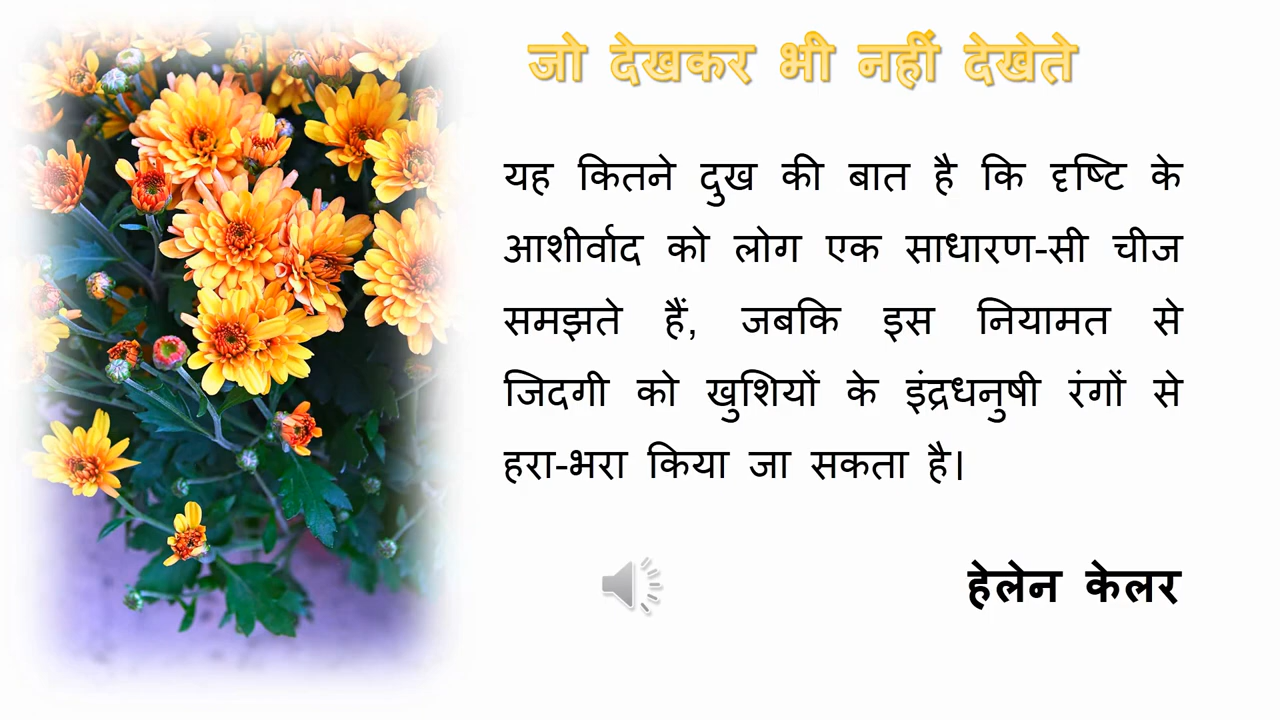 जो देखकर भी नहीं देखेते
यह कितने दुख की बात है कि दृष्टि के
आशीर्वाद को लोग एक साधारण-सी चीज
समझते हैं, जबकि इस नियामत से
जिदगी को खुशियों के इंद्रधनुषी रंगों से
हरा-भरा किया जा सकता है।
हेलेन केलर